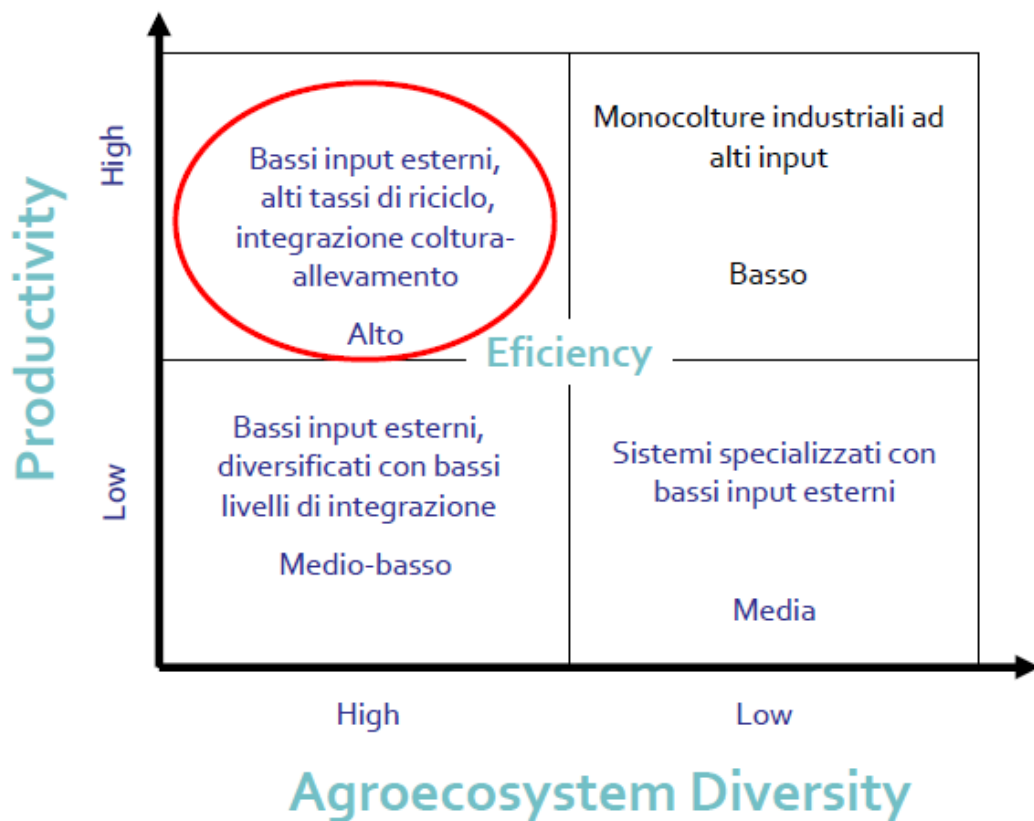 Productivity
High
Low
Bassi input esterni,
alti tassi di riciclo,
integrazione coltura-
allevamento
Alto
Monocolture industriali ad
alti input
Basso
Eficiency
Bassi input esterni,
diversificati con bassi
livelli di integrazione
Medio-basso
Sistemi specializzati con
bassi input esterni
Media
High
Low
Agroecosystem Diversity